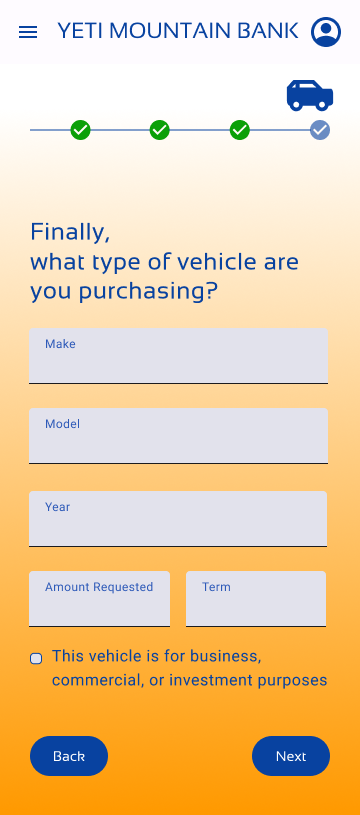 YETI MOUNTAIN BANK
Finally,
what type of vehicle are
you purchasing?
Make
Model
Year
Amount Requested
Term
This vehicle is for business,
commercial, or investment purposes
Back
Next